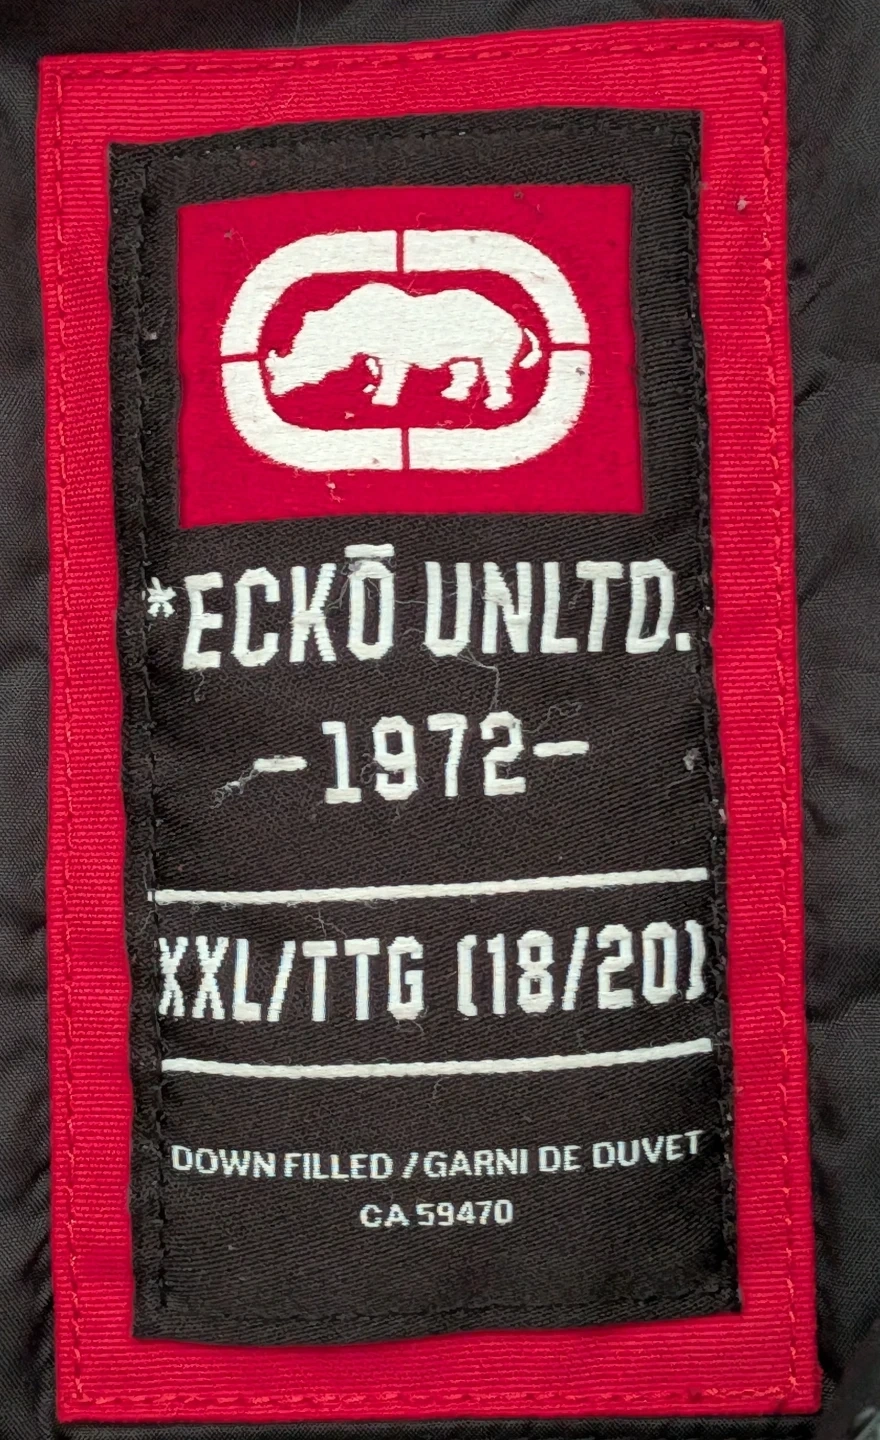 *ECKŌ UNLTD.
-1972-
XXL/TTG (18/20)
DOWN FILLED / GARNI DE DUVET
CA 59470